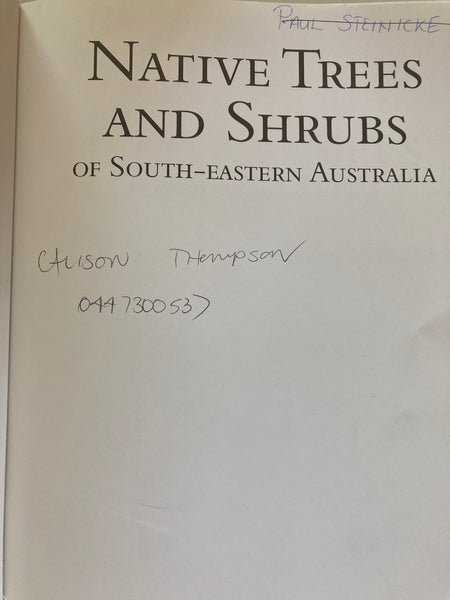 PAUL STEINICKE
NATIVE TREES
AND SHRUBS
OF SOUTH-EASTERN AUSTRALIA
ALISON THOMPSON
0447300537